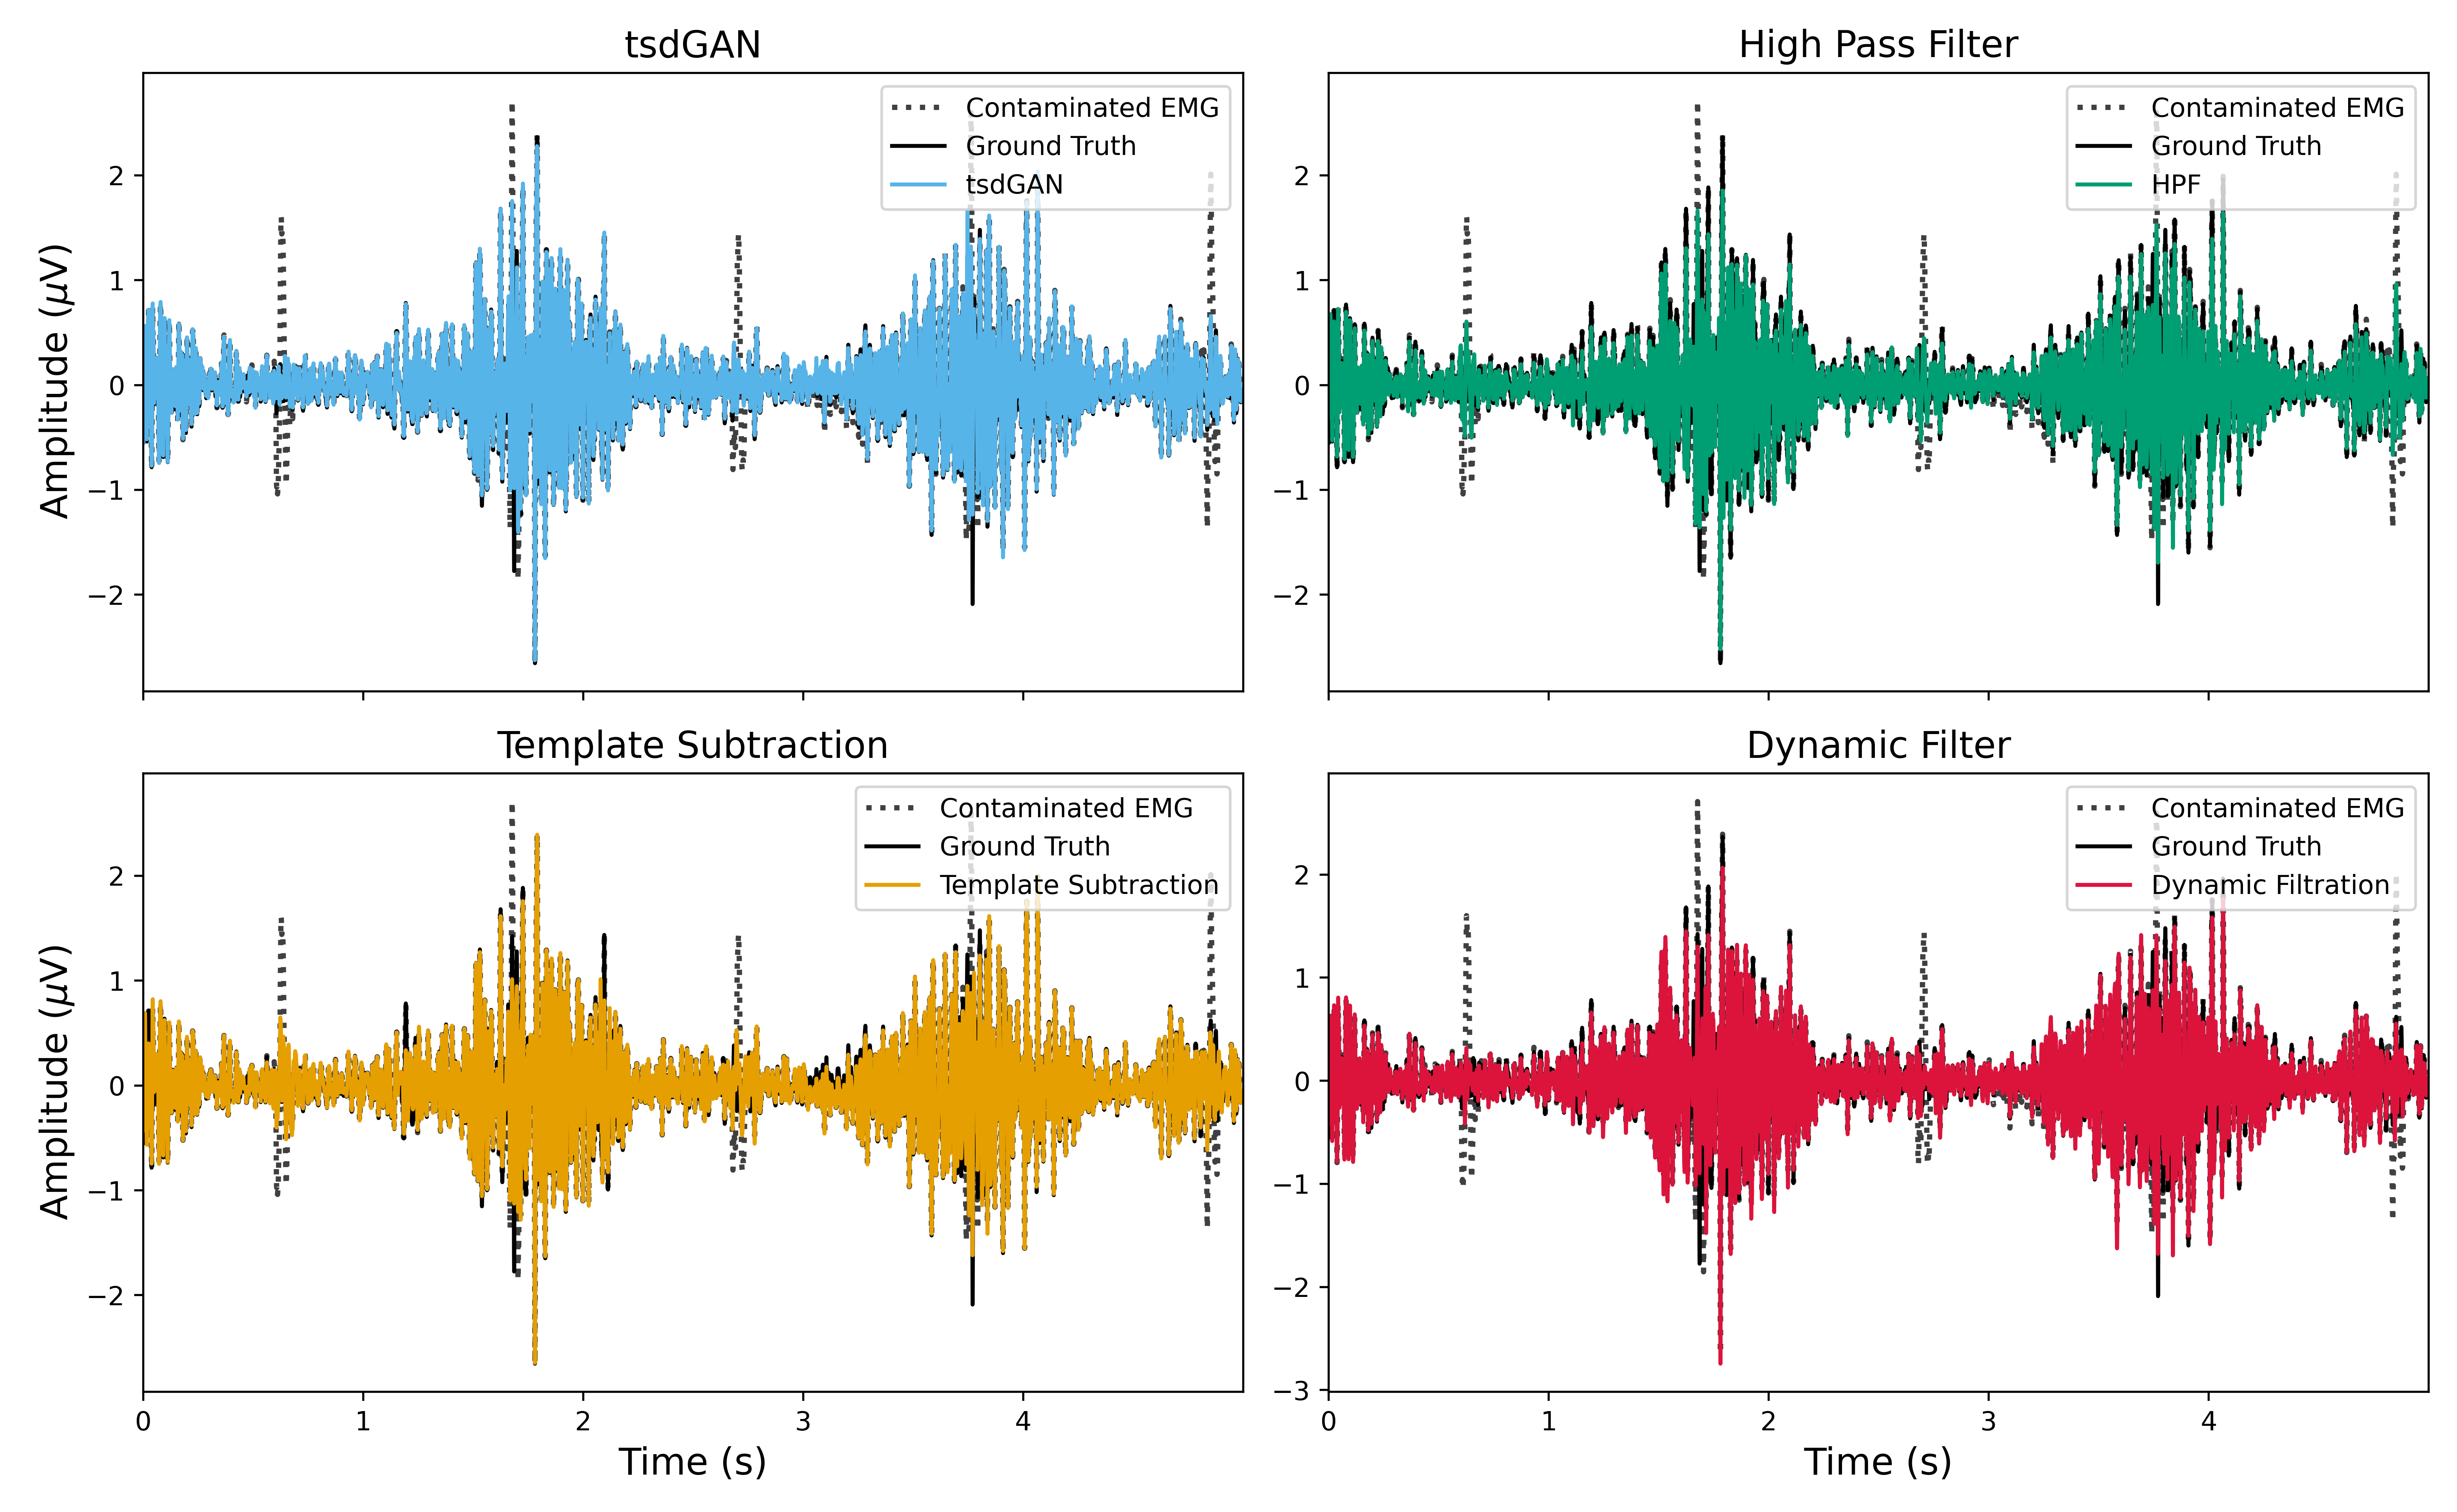 tsdGAN
Contaminated EMG
Ground Truth
tsdGAN
Amplitude (μV)
2
1
0
−1
−2
High Pass Filter
Contaminated EMG
Ground Truth
HPF
2
1
0
−1
−2
Template Subtraction
Contaminated EMG
Ground Truth
Template Subtraction
Amplitude (μV)
2
1
0
−1
−2
0 1 2 3 4
Time (s)
Dynamic Filter
Contaminated EMG
Ground Truth
Dynamic Filtration
2
1
0
−1
−2
−3
0 1 2 3 4
Time (s)